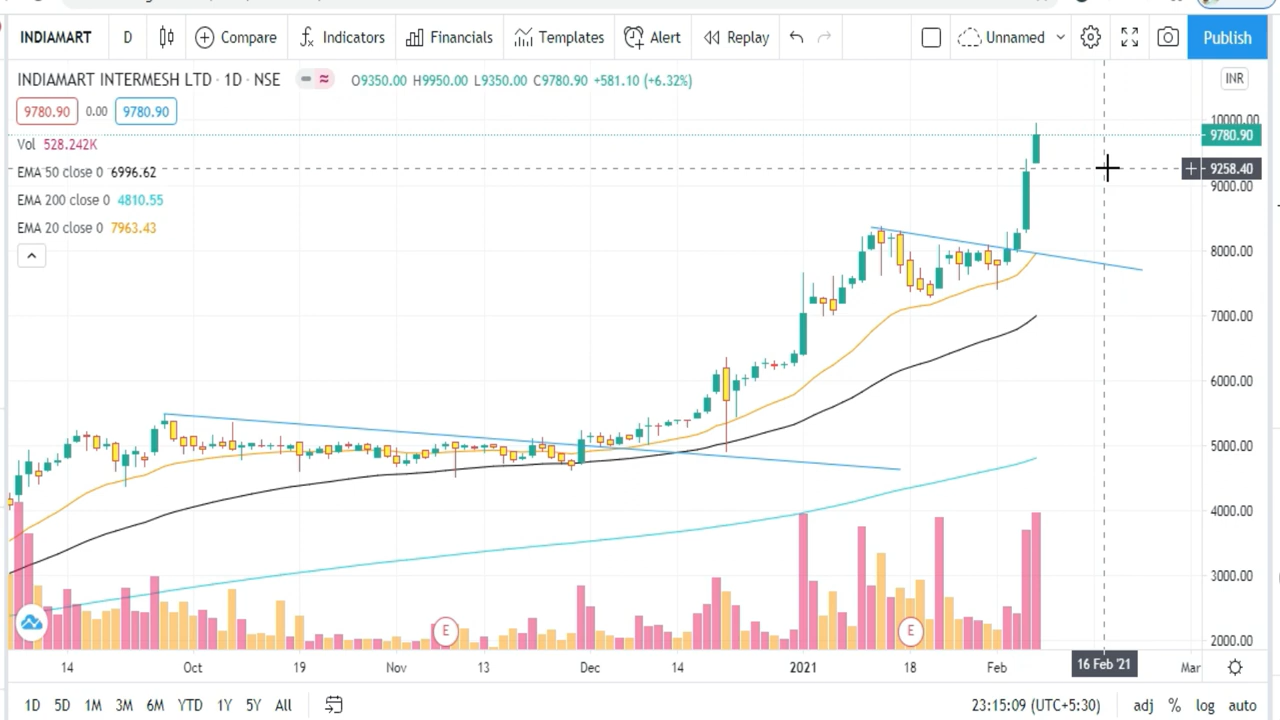 INDIAMART D Compare Indicators Financials Templates Alert Replay Unnamed Publish
INDIAMART INTERMESH LTD · 1D · NSE O9350.00 H9950.00 L9350.00 C9780.90 +581.10 (+6.32%) INR
9780.90 0.00 9780.90
Vol 528.242K
EMA 50 close 0 6996.62
EMA 200 close 0 4810.55
EMA 20 close 0 7963.43
10000.00
9780.90
9258.40
9000.00
8000.00
7000.00
6000.00
5000.00
4000.00
3000.00
2000.00
E E
14 Oct 19 Nov 13 Dec 14 2021 18 Feb 16 Feb '21 Mar
1D 5D 1M 3M 6M YTD 1Y 5Y All 23:15:09 (UTC+5:30) adj % log auto